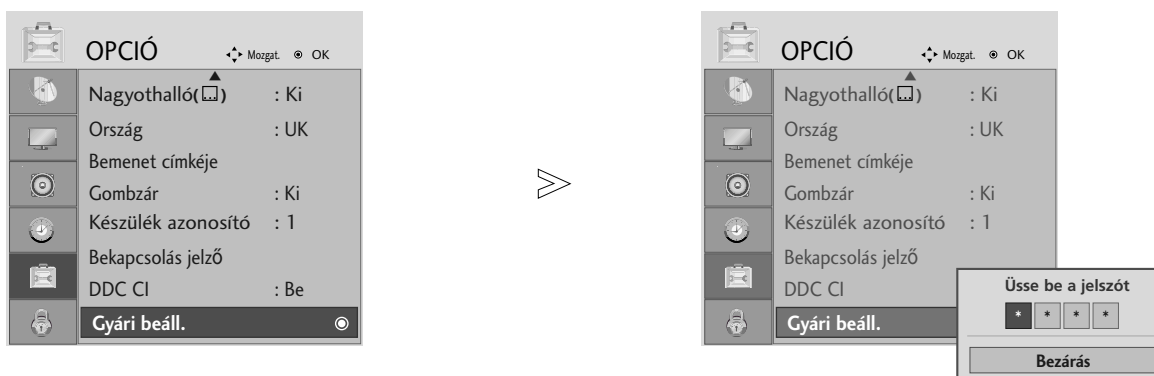 OPCIÓ Mozgat. OK
Nagyothalló( ) : Ki
Ország : UK
Bemenet címkéje
Gombzár : Ki
Készülék azonosító : 1
Bekapcsolás jelző
DDC CI : Be
Gyári beáll.
OPCIÓ Mozgat. OK
Nagyothalló( ) : Ki
Ország : UK
Bemenet címkéje
Gombzár : Ki
Készülék azonosító : 1
Bekapcsolás jelző
DDC CI
Gyári beáll.
Üsse be a jelszót
* * * *
Bezárás